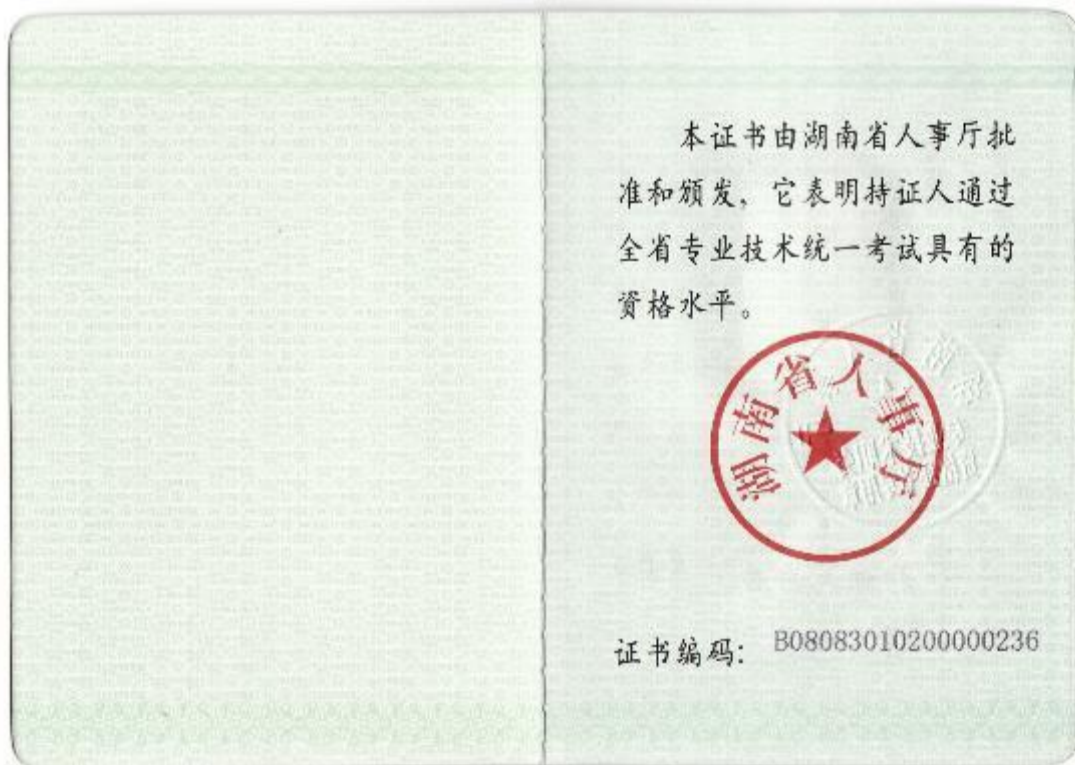 本证书由湖南省人事厅批
准和颁发，它表明持证人通过
全省专业技术统一考试具有的
资格水平。
湖南省人事厅
证书编码：
B08083010200000236